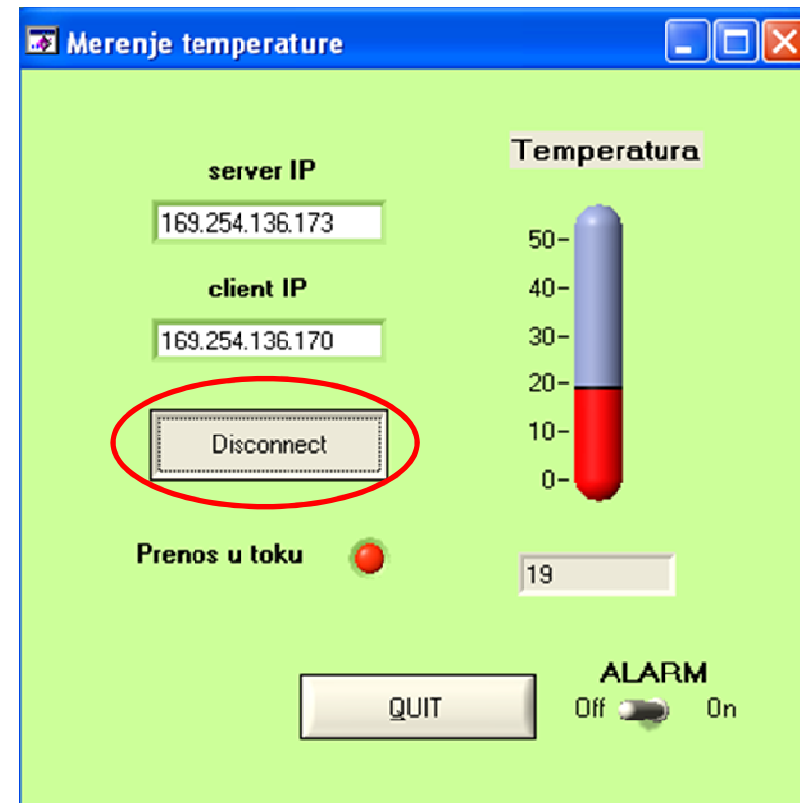 Merenje temperature
server IP
169.254.136.173
client IP
169.254.136.170
Disconnect
Prenos u toku
Temperatura
50
40
30
20
10
0
19
QUIT
ALARM
Off On